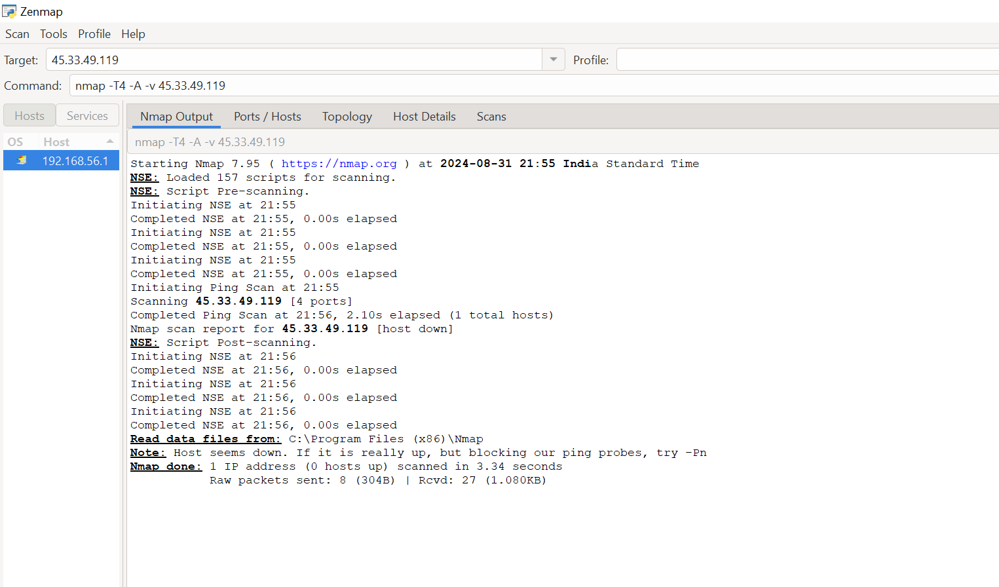 Zenmap
Scan Tools Profile Help
Target: 45.33.49.119 Profile:
Command: nmap -T4 -A -v 45.33.49.119
Hosts Services
OS Host
192.168.56.1
Nmap Output Ports / Hosts Topology Host Details Scans
nmap -T4 -A -v 45.33.49.119
Starting Nmap 7.95 ( https://nmap.org ) at 2024-08-31 21:55 India Standard Time
NSE: Loaded 157 scripts for scanning.
NSE: Script Pre-scanning.
Initiating NSE at 21:55
Completed NSE at 21:55, 0.00s elapsed
Initiating NSE at 21:55
Completed NSE at 21:55, 0.00s elapsed
Initiating NSE at 21:55
Completed NSE at 21:55, 0.00s elapsed
Initiating Ping Scan at 21:55
Scanning 45.33.49.119 [4 ports]
Completed Ping Scan at 21:56, 2.10s elapsed (1 total hosts)
Nmap scan report for 45.33.49.119 [host down]
NSE: Script Post-scanning.
Initiating NSE at 21:56
Completed NSE at 21:56, 0.00s elapsed
Initiating NSE at 21:56
Completed NSE at 21:56, 0.00s elapsed
Initiating NSE at 21:56
Completed NSE at 21:56, 0.00s elapsed
Read data files from: C:\Program Files (x86)\Nmap
Note: Host seems down. If it is really up, but blocking our ping probes, try -Pn
Nmap done: 1 IP address (0 hosts up) scanned in 3.34 seconds
Raw packets sent: 8 (304B) | Rcvd: 27 (1.080KB)